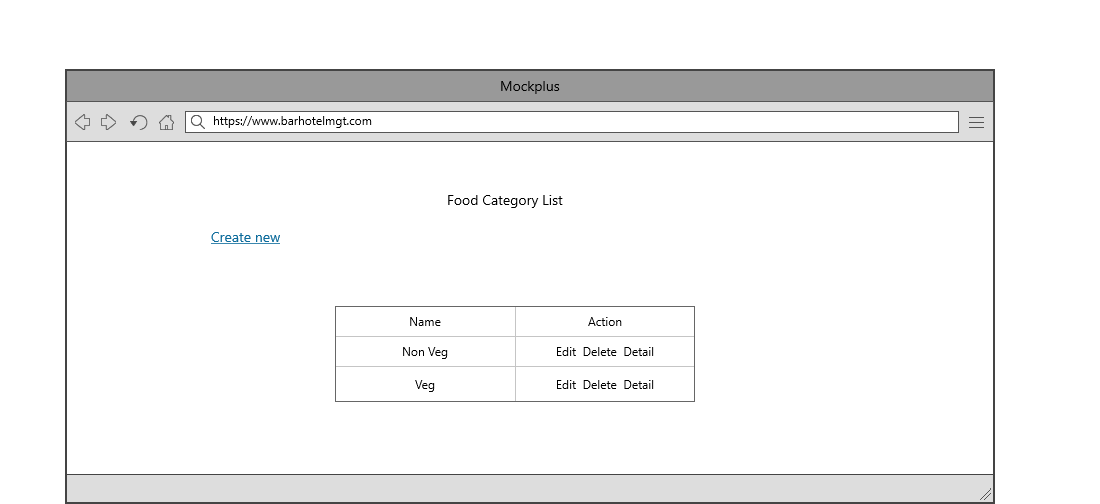 Mockplus
https://www.barhotelmgt.com
Food Category List
Create new
Name Action
Non Veg Edit Delete Detail
Veg Edit Delete Detail